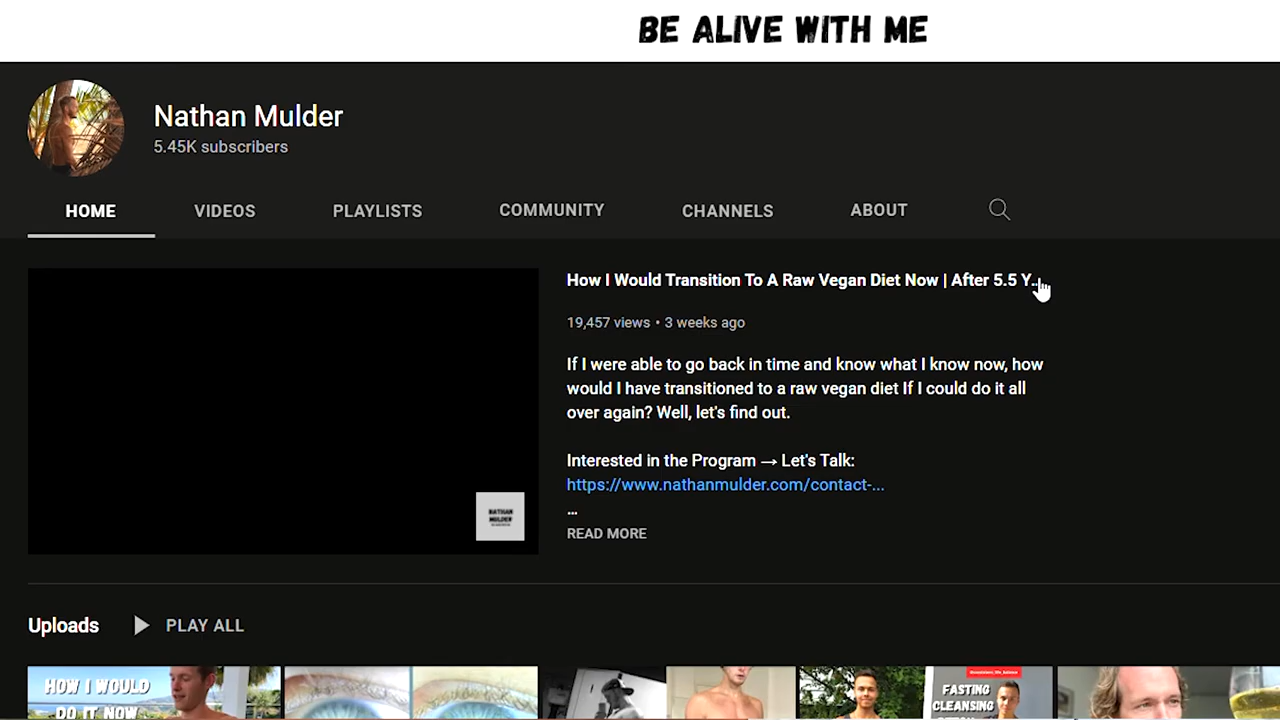 BE ALIVE WITH ME
Nathan Mulder
5.45K subscribers
HOME VIDEOS PLAYLISTS COMMUNITY CHANNELS ABOUT
How I Would Transition To A Raw Vegan Diet Now | After 5.5 Y...
19,457 views • 3 weeks ago
If I were able to go back in time and know what I know now, how
would I have transitioned to a raw vegan diet If I could do it all
over again? Well, let's find out.
Interested in the Program → Let's Talk:
https://www.nathanmulder.com/contact-...
...
READ MORE
NATHAN
MULDER
Uploads PLAY ALL
HOW I WOULD
DO IT NOW
FASTING
CLEANSING